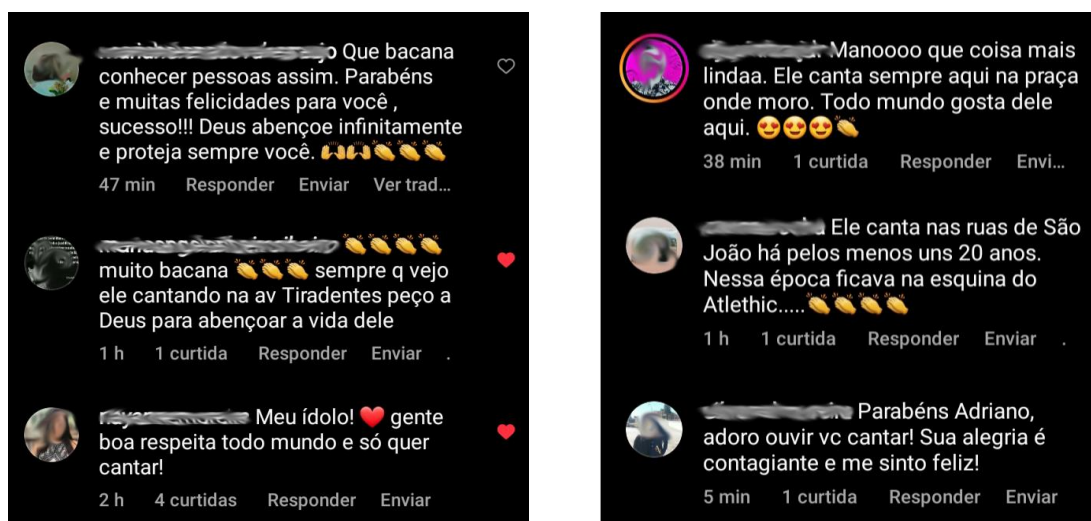 Que bacana
conhecer pessoas assim. Parabéns
e muitas felicidades para você ,
sucesso!!! Deus abençoe infinitamente
e proteja sempre você. 🙌🙌👏👏👏
47 min Responder Enviar Ver trad...
👏👏👏👏
muito bacana 👏👏👏 sempre q vejo
ele cantando na av Tiradentes peço a
Deus para abençoar a vida dele
1 h 1 curtida Responder Enviar .
Meu ídolo! ❤️ gente
boa respeita todo mundo e só quer
cantar!
2 h 4 curtidas Responder Enviar
Manoooo que coisa mais
lindaa. Ele canta sempre aqui na praça
onde moro. Todo mundo gosta dele
aqui. 😍😍😍👏
38 min 1 curtida Responder Envi...
Ele canta nas ruas de São
João há pelos menos uns 20 anos.
Nessa época ficava na esquina do
Atlethic.....👏👏👏👏
1 h 1 curtida Responder Enviar .
Parabéns Adriano,
adoro ouvir vc cantar! Sua alegria é
contagiante e me sinto feliz!
5 min 1 curtida Responder Enviar